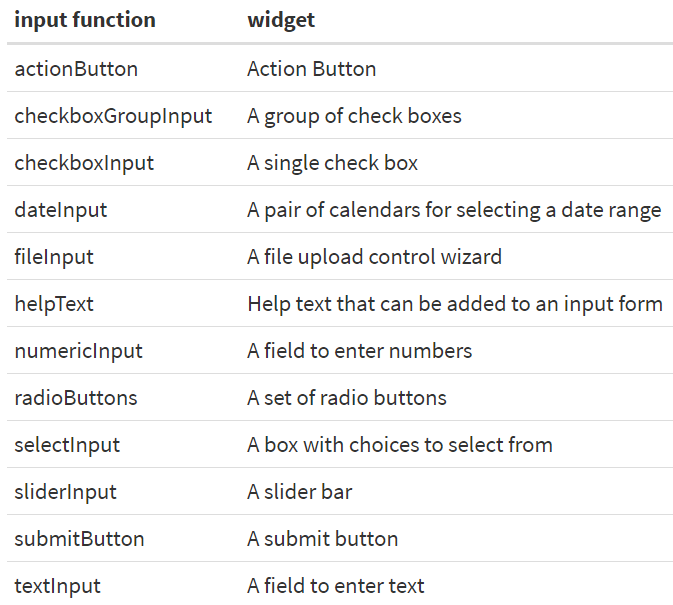 input function widget
actionButton Action Button
checkboxGroupInput A group of check boxes
checkboxInput A single check box
dateInput A pair of calendars for selecting a date range
fileInput A file upload control wizard
helpText Help text that can be added to an input form
numericInput A field to enter numbers
radioButtons A set of radio buttons
selectInput A box with choices to select from
sliderInput A slider bar
submitButton A submit button
textInput A field to enter text